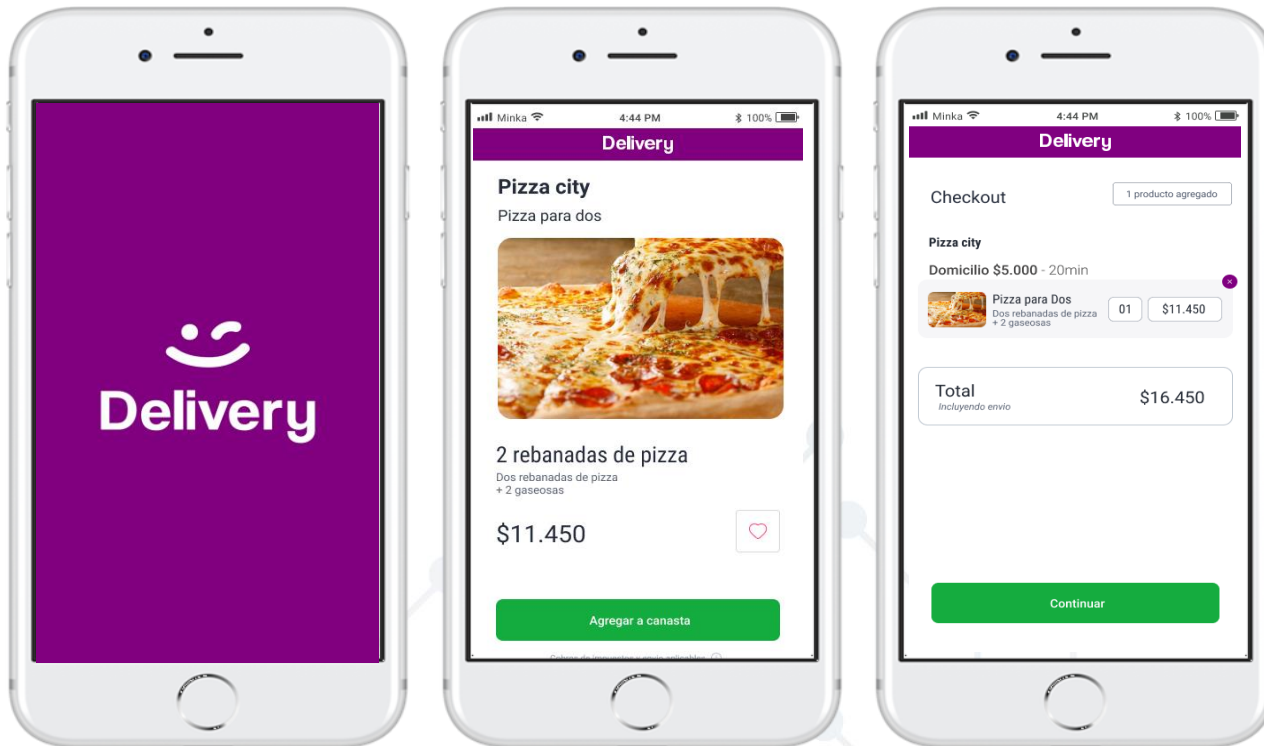 Delivery
Minka 4:44 PM 100%
Delivery
Pizza city
Pizza para dos
2 rebanadas de pizza
Dos rebanadas de pizza
+ 2 gaseosas
$11.450
Agregar a canasta
Minka 4:44 PM 100%
Delivery
Checkout 1 producto agregado
Pizza city
Domicilio $5.000 - 20min
Pizza para Dos
Dos rebanadas de pizza
+ 2 gaseosas
01 $11.450
Total
Incluyendo envio
$16.450
Continuar